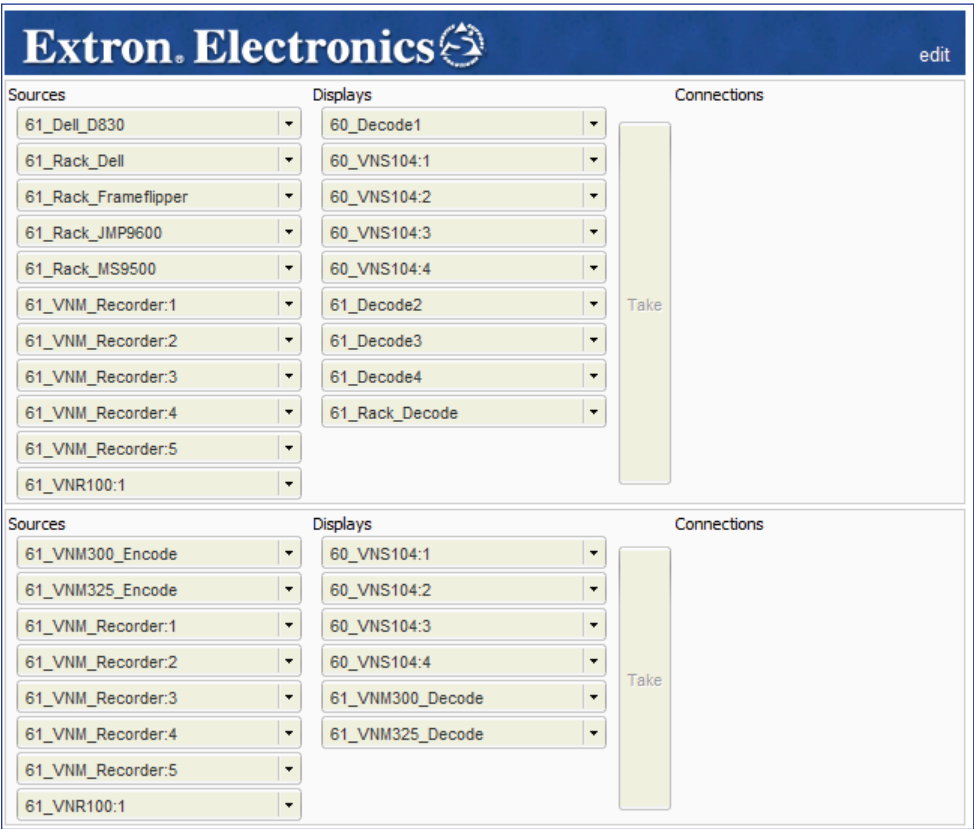 Extron® Electronics
edit
Sources Displays Connections
61_Dell_D830 60_Decode1
61_Rack_Dell 60_VNS104:1
61_Rack_Frameflipper 60_VNS104:2
61_Rack_JMP9600 60_VNS104:3
61_Rack_MS9500 60_VNS104:4
61_VNM_Recorder:1 61_Decode2 Take
61_VNM_Recorder:2 61_Decode3
61_VNM_Recorder:3 61_Decode4
61_VNM_Recorder:4 61_Rack_Decode
61_VNM_Recorder:5
61_VNR100:1
Sources Displays Connections
61_VNM300_Encode 60_VNS104:1
61_VNM325_Encode 60_VNS104:2
61_VNM_Recorder:1 60_VNS104:3
61_VNM_Recorder:2 60_VNS104:4
Take
61_VNM_Recorder:3 61_VNM300_Decode
61_VNM_Recorder:4 61_VNM325_Decode
61_VNM_Recorder:5
61_VNR100:1